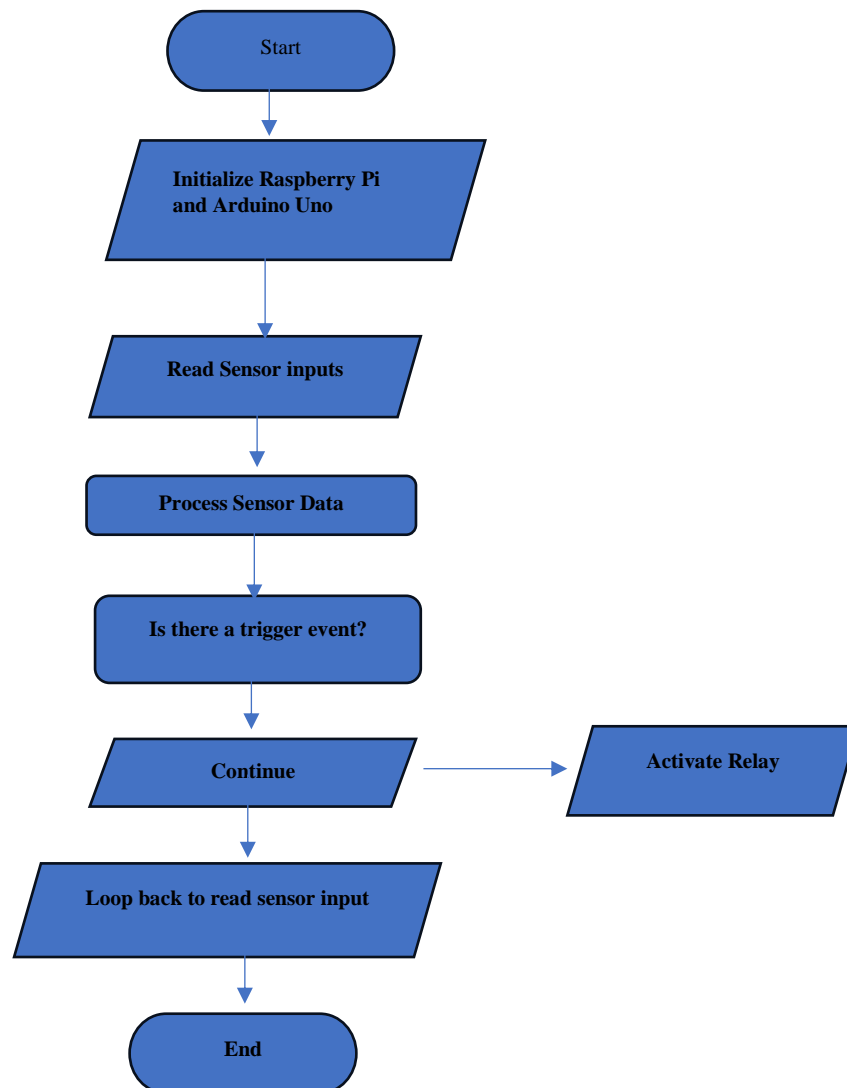 Start
Initialize Raspberry Pi
and Arduino Uno
Read Sensor inputs
Process Sensor Data
Is there a trigger event?
Continue
Activate Relay
Loop back to read sensor input
End